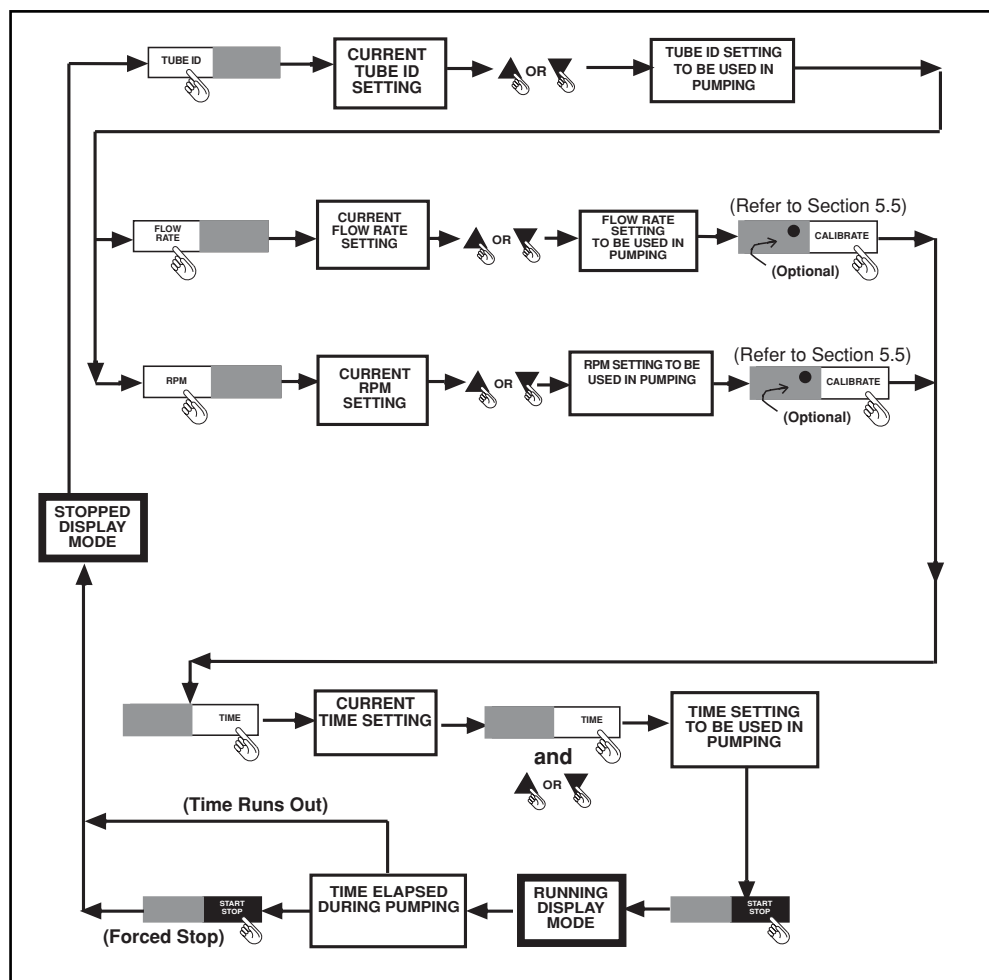 TUBE ID
CURRENT
TUBE ID
SETTING
OR
TUBE ID SETTING
TO BE USED IN
PUMPING
FLOW
RATE
CURRENT
FLOW RATE
SETTING
OR
FLOW RATE
SETTING
TO BE USED IN
PUMPING
(Refer to Section 5.5)
CALIBRATE
(Optional)
RPM
CURRENT
RPM
SETTING
OR
RPM SETTING TO BE
USED IN PUMPING
(Refer to Section 5.5)
CALIBRATE
(Optional)
STOPPED
DISPLAY
MODE
TIME
CURRENT
TIME SETTING
TIME
and
OR
TIME SETTING
TO BE USED IN
PUMPING
(Time Runs Out)
START
STOP
(Forced Stop)
TIME ELAPSED
DURING PUMPING
RUNNING
DISPLAY
MODE
START
STOP